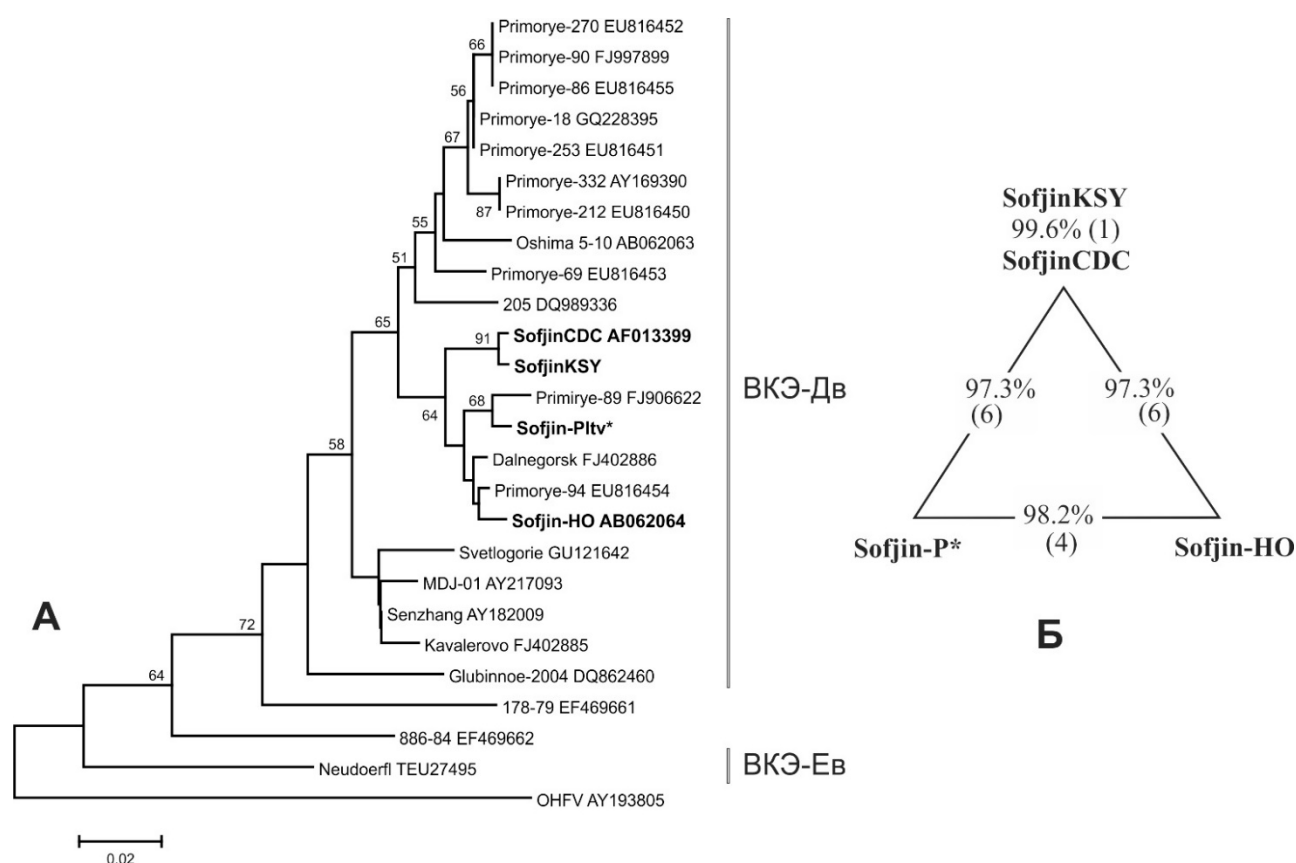 Primorye-270 EU816452
66
Primorye-90 FJ997899
Primorye-86 EU816455
56
Primorye-18 GQ228395
67
Primorye-253 EU816451
Primorye-332 AY169390
87
Primorye-212 EU816450
55
Oshima 5-10 AB062063
51
Primorye-69 EU816453
205 DQ989336
65
91
SofjinCDC AF013399
SofjinKSY
68
Primirye-89 FJ906622
64
Sofjin-Pltv*
58
Dalnegorsk FJ402886
Primorye-94 EU816454
Sofjin-HO AB062064
Svetlogorie GU121642
MDJ-01 AY217093
Senzhang AY182009
72
Kavalerovo FJ402885
64
Glubinnoe-2004 DQ862460
178-79 EF469661
886-84 EF469662
Neudoerfl TEU27495
OHFV AY193805
0.02
А
ВКЭ-Дв
ВКЭ-Ев
SofjinKSY
99.6% (1)
SofjinCDC
97.3%
(6)
97.3%
(6)
98.2%
(4)
Sofjin-P*
Sofjin-HO
Б